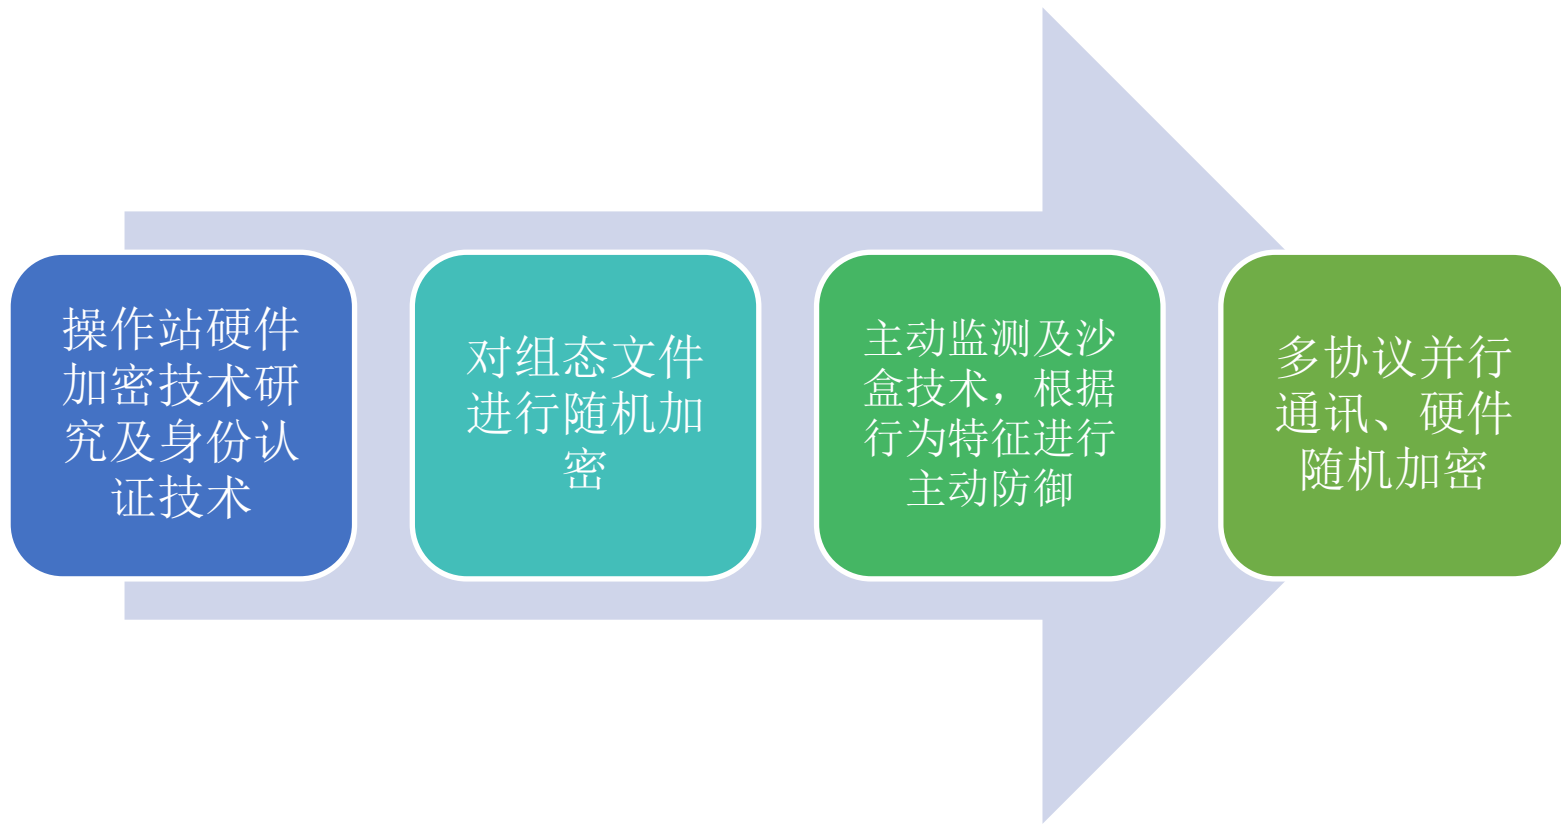 操作站硬件
加密技术研
究及身份认
证技术
对组态文件
进行随机加
密
主动监测及沙
盒技术，根据
行为特征进行
主动防御
多协议并行
通讯、硬件
随机加密